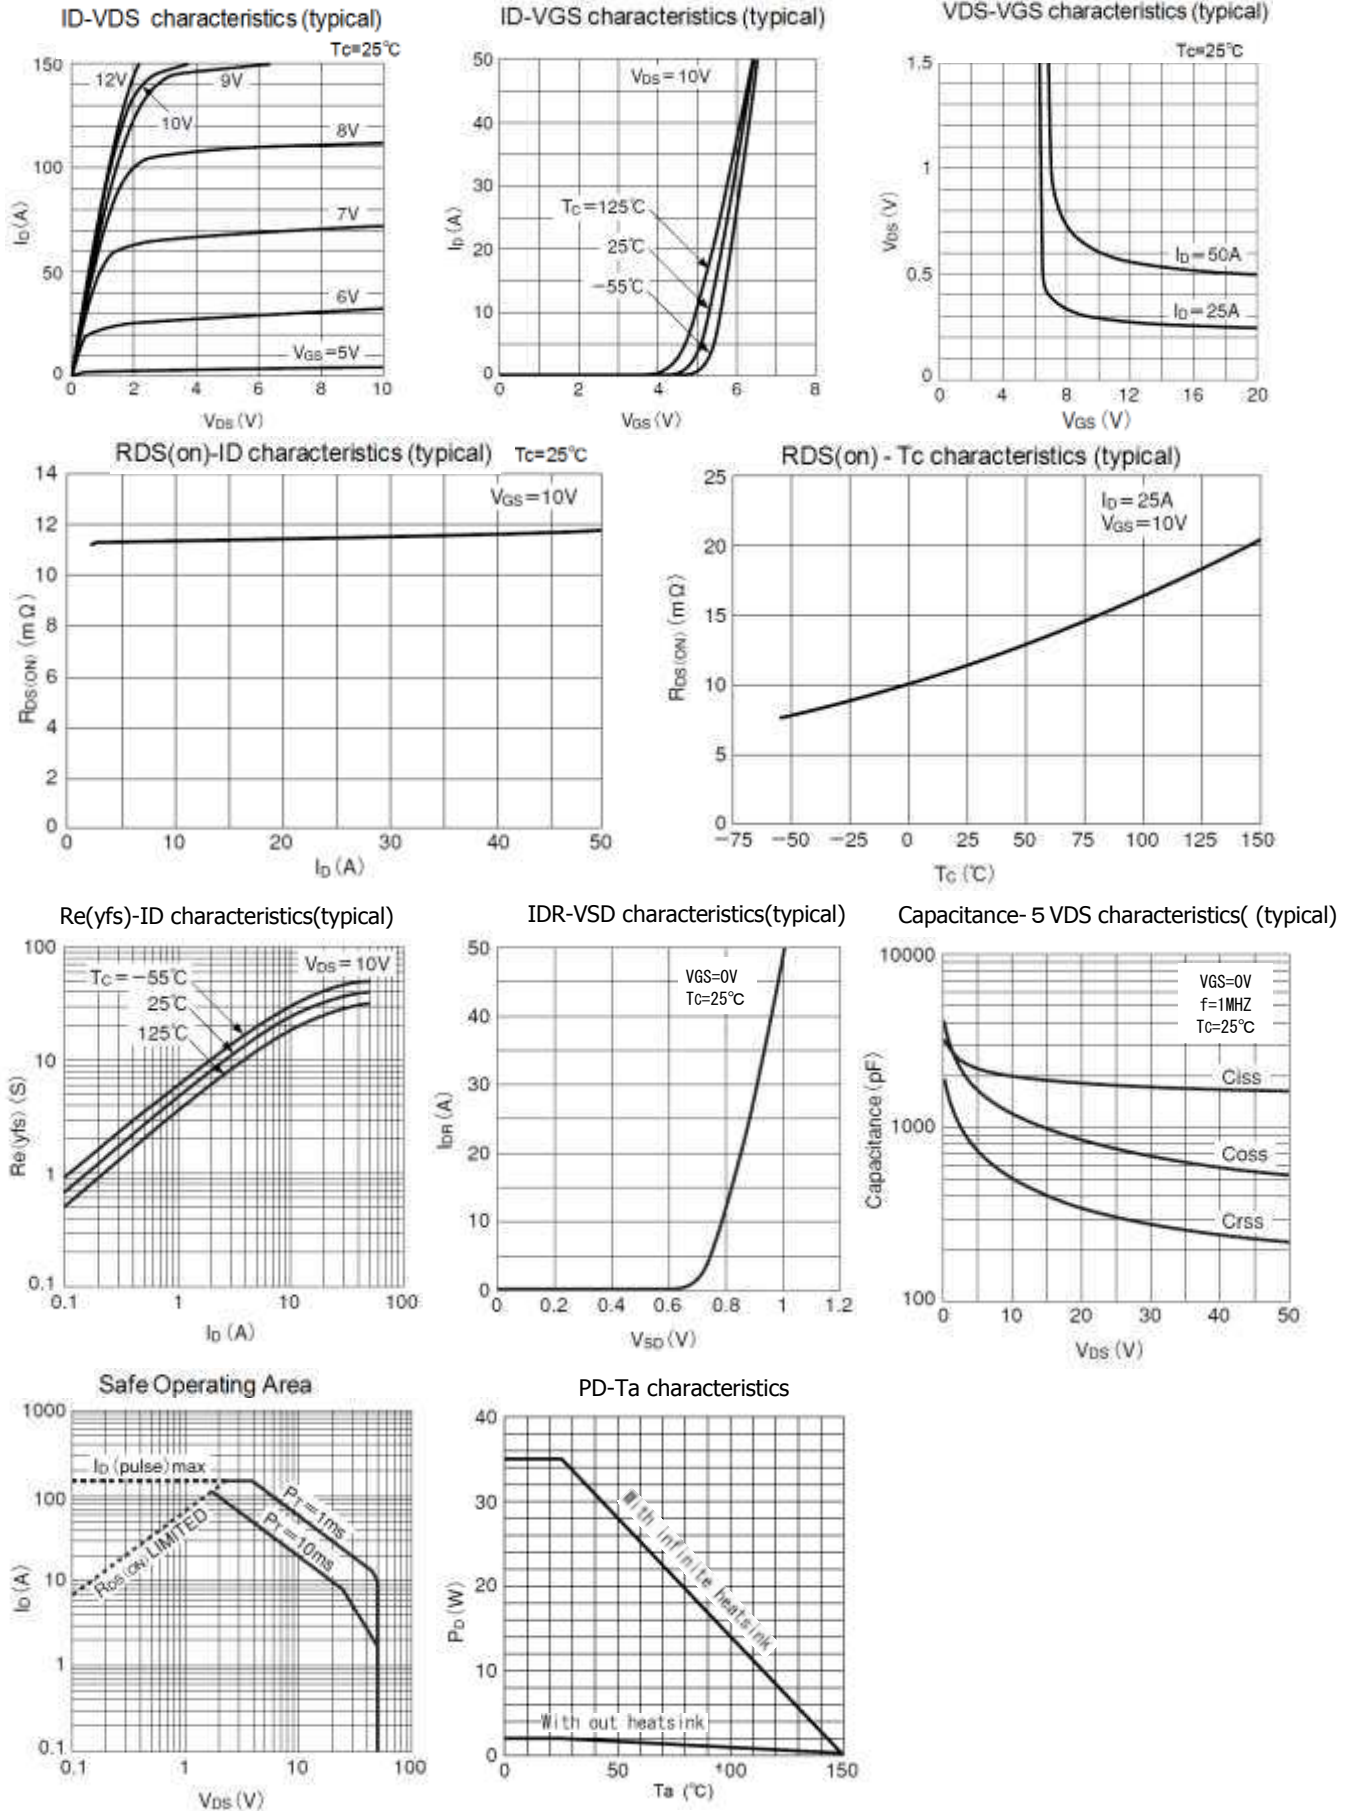 ID-VDS characteristics (typical)
Tc=25℃
150
100
50
0
12V
9V
10V
8V
7V
6V
VGS=5V
0 2 4 6 8 10
ID(A)
VDS(V)
ID-VGS characteristics (typical)
50
40
30
20
10
0
VDS=10V
TC=125℃
25℃
−55℃
0 2 4 6 8
ID(A)
VGS(V)
VDS-VGS characteristics (typical)
Tc=25℃
1.5
1
0.5
0
ID=50A
ID=25A
0 4 8 12 16 20
VDS(V)
VGS(V)
RDS(on)-ID characteristics (typical) Tc=25℃
14
12
10
8
6
4
2
0
VGS=10V
0 10 20 30 40 50
RDS(ON)(mΩ)
ID(A)
RDS(on) - Tc characteristics (typical)
25
20
15
10
5
0
ID=25A
VGS=10V
−75 −50 −25 0 25 50 75 100 125 150
RDS(ON)(mΩ)
TC(℃)
Re(yfs)-ID characteristics(typical)
100
10
1
0.1
VDS=10V
TC=−55℃
25℃
125℃
0.1 1 10 100
Re(yfs)(S)
ID(A)
IDR-VSD characteristics(typical)
50
40
30
20
10
0
VGS=0V
Tc=25℃
0 0.2 0.4 0.6 0.8 1 1.2
IDR(A)
VSD(V)
Capacitance- 5 VDS characteristics( (typical)
10000
1000
100
VGS=0V
f=1MHZ
Tc=25℃
Ciss
Coss
Crss
0 10 20 30 40 50
Capacitance(pF)
VDS(V)
Safe Operating Area
1000
100
10
1
0.1
ID(pulse)max
RDS(ON) LIMITED
PT=1ms
PT=10ms
0.1 1 10 100
ID(A)
VDS(V)
PD-Ta characteristics
40
30
20
10
0
With infinite heatsink
With out heatsink
0 50 100 150
PD(W)
Ta (℃)